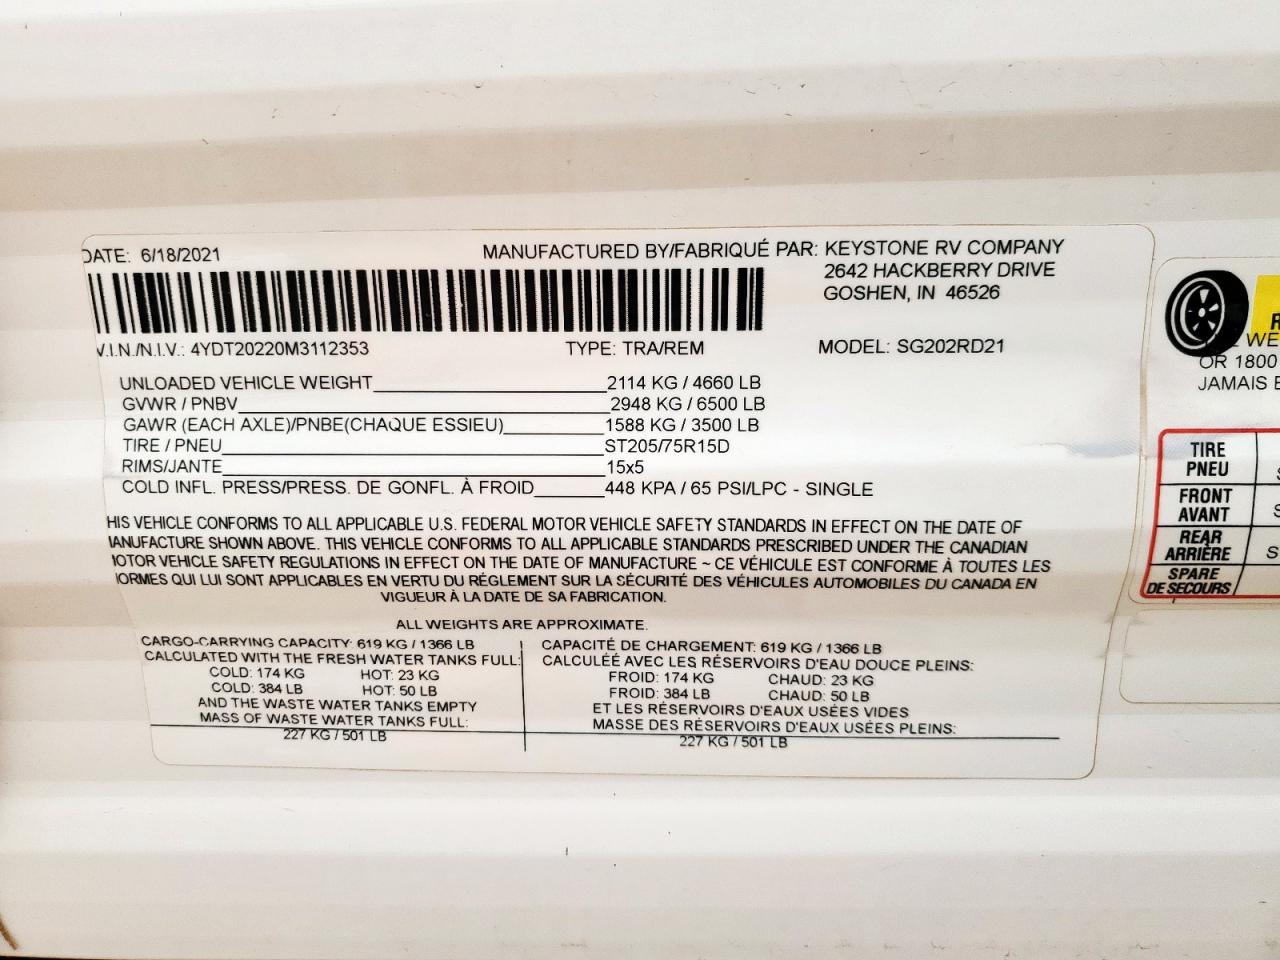 DATE: 6/18/2021
MANUFACTURED BY/FABRIQUÉ PAR: KEYSTONE RV COMPANY
2642 HACKBERRY DRIVE
GOSHEN, IN 46526
V.I.N./N.I.V.: 4YDT20220M3112353 TYPE: TRA/REM MODEL: SG202RD21
UNLOADED VEHICLE WEIGHT 2114 KG / 4660 LB
GVWR / PNBV 2948 KG / 6500 LB
GAWR (EACH AXLE)/PNBE(CHAQUE ESSIEU) 1588 KG / 3500 LB
TIRE / PNEU ST205/75R15D
RIMS/JANTE 15x5
COLD INFL. PRESS/PRESS. DE GONFL. À FROID 448 KPA / 65 PSI/LPC - SINGLE
HIS VEHICLE CONFORMS TO ALL APPLICABLE U.S. FEDERAL MOTOR VEHICLE SAFETY STANDARDS IN EFFECT ON THE DATE OF
MANUFACTURE SHOWN ABOVE. THIS VEHICLE CONFORMS TO ALL APPLICABLE STANDARDS PRESCRIBED UNDER THE CANADIAN
MOTOR VEHICLE SAFETY REGULATIONS IN EFFECT ON THE DATE OF MANUFACTURE ~ CE VÉHICULE EST CONFORME À TOUTES LES
NORMES QUI LUI SONT APPLICABLES EN VERTU DU RÉGLEMENT SUR LA SÉCURITÉ DES VÉHICULES AUTOMOBILES DU CANADA EN
VIGUEUR À LA DATE DE SA FABRICATION.
ALL WEIGHTS ARE APPROXIMATE.
CARGO-CARRYING CAPACITY: 619 KG / 1366 LB
CALCULATED WITH THE FRESH WATER TANKS FULL:
COLD: 174 KG HOT: 23 KG
COLD: 384 LB HOT: 50 LB
AND THE WASTE WATER TANKS EMPTY
MASS OF WASTE WATER TANKS FULL:
227 KG / 501 LB
CAPACITÉ DE CHARGEMENT: 619 KG / 1366 LB
CALCULÉE AVEC LES RÉSERVOIRS D'EAU DOUCE PLEINS:
FROID: 174 KG CHAUD: 23 KG
FROID: 384 LB CHAUD: 50 LB
ET LES RÉSERVOIRS D'EAUX USÉES VIDES
MASSE DES RÉSERVOIRS D'EAUX USÉES PLEINS:
227 KG / 501 LB
R
WE
OR 1800
JAMAIS
TIRE
PNEU
FRONT
AVANT
REAR
ARRIÈRE
SPARE
DE SECOURS